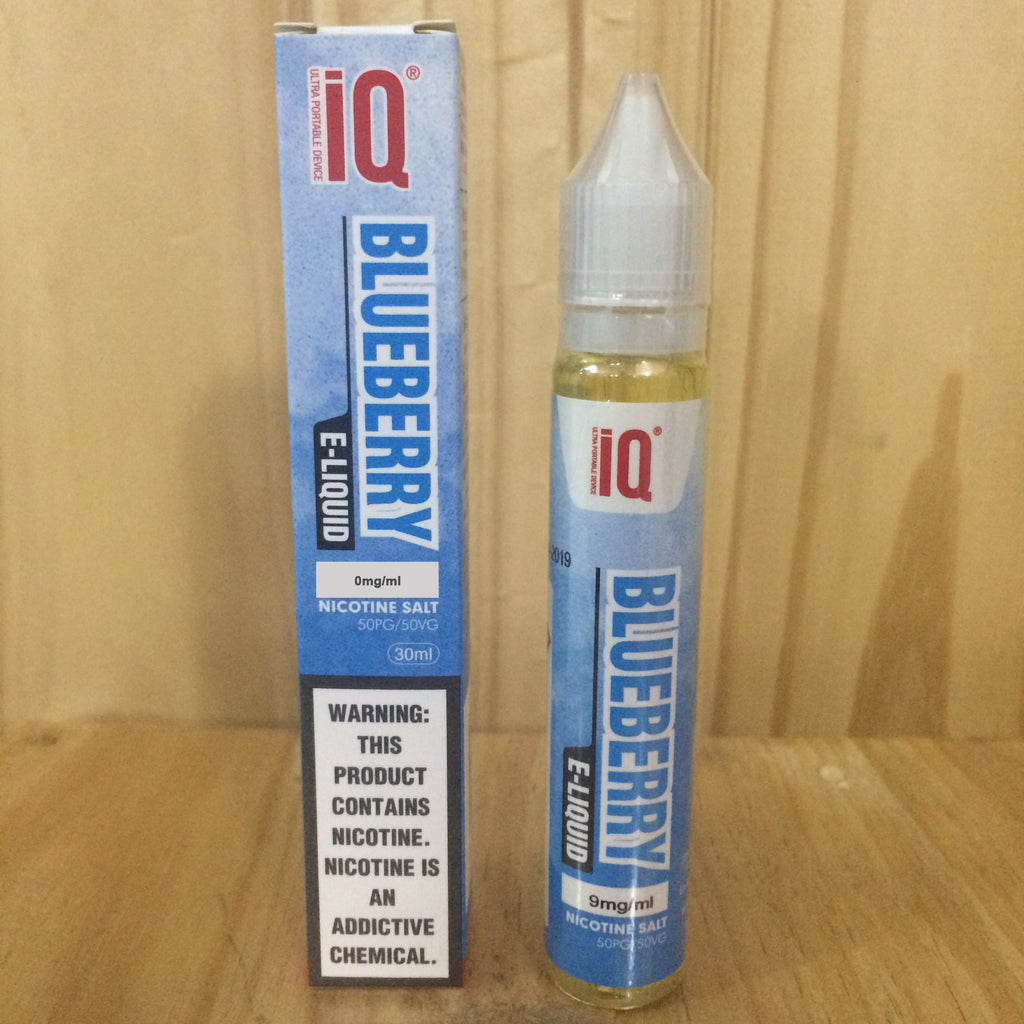 iQ®
ULTRA PORTABLE DEVICE
BLUEBERRY
E-LIQUID
0mg/ml
NICOTINE SALT
50PG/50VG
30ml
WARNING:
THIS
PRODUCT
CONTAINS
NICOTINE.
NICOTINE IS
AN
ADDICTIVE
CHEMICAL.
iQ®
ULTRA PORTABLE DEVICE
2019
BLUEBERRY
E-LIQUID
9mg/ml
NICOTINE SALT
50PG/50VG